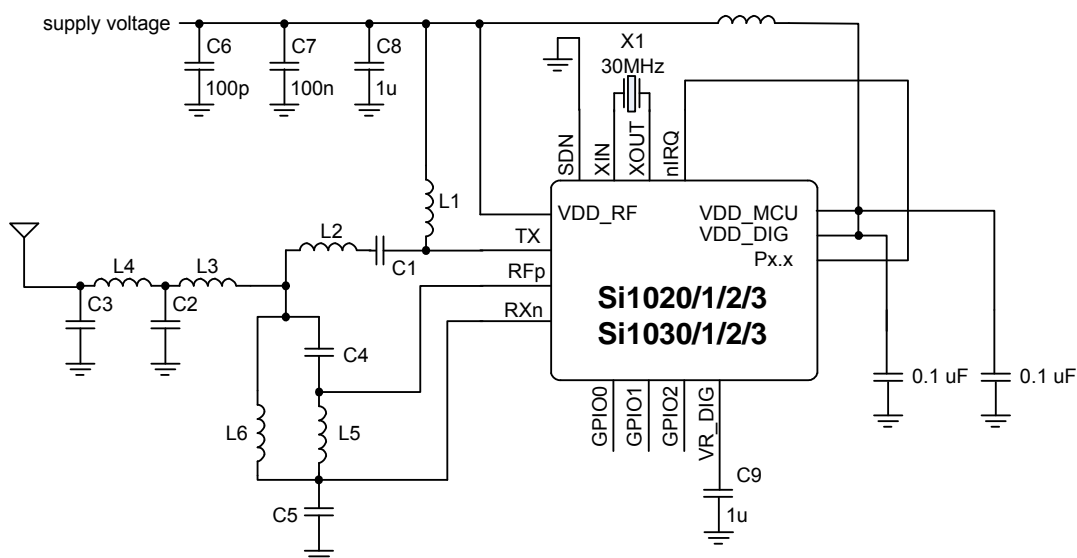 supply voltage
C6
100p
C7
100n
C8
1u
X1
30MHz
SDN
XIN
XOUT
nIRQ
L1
VDD_RF
VDD_MCU
TX
VDD_DIG
L2
C1
RFp
Px.x
L4
L3
C3
C2
RXn
Si1020/1/2/3
Si1030/1/2/3
C4
0.1 uF
0.1 uF
L6
L5
GPIO0
GPIO1
GPIO2
VR_DIG
C9
1u
C5